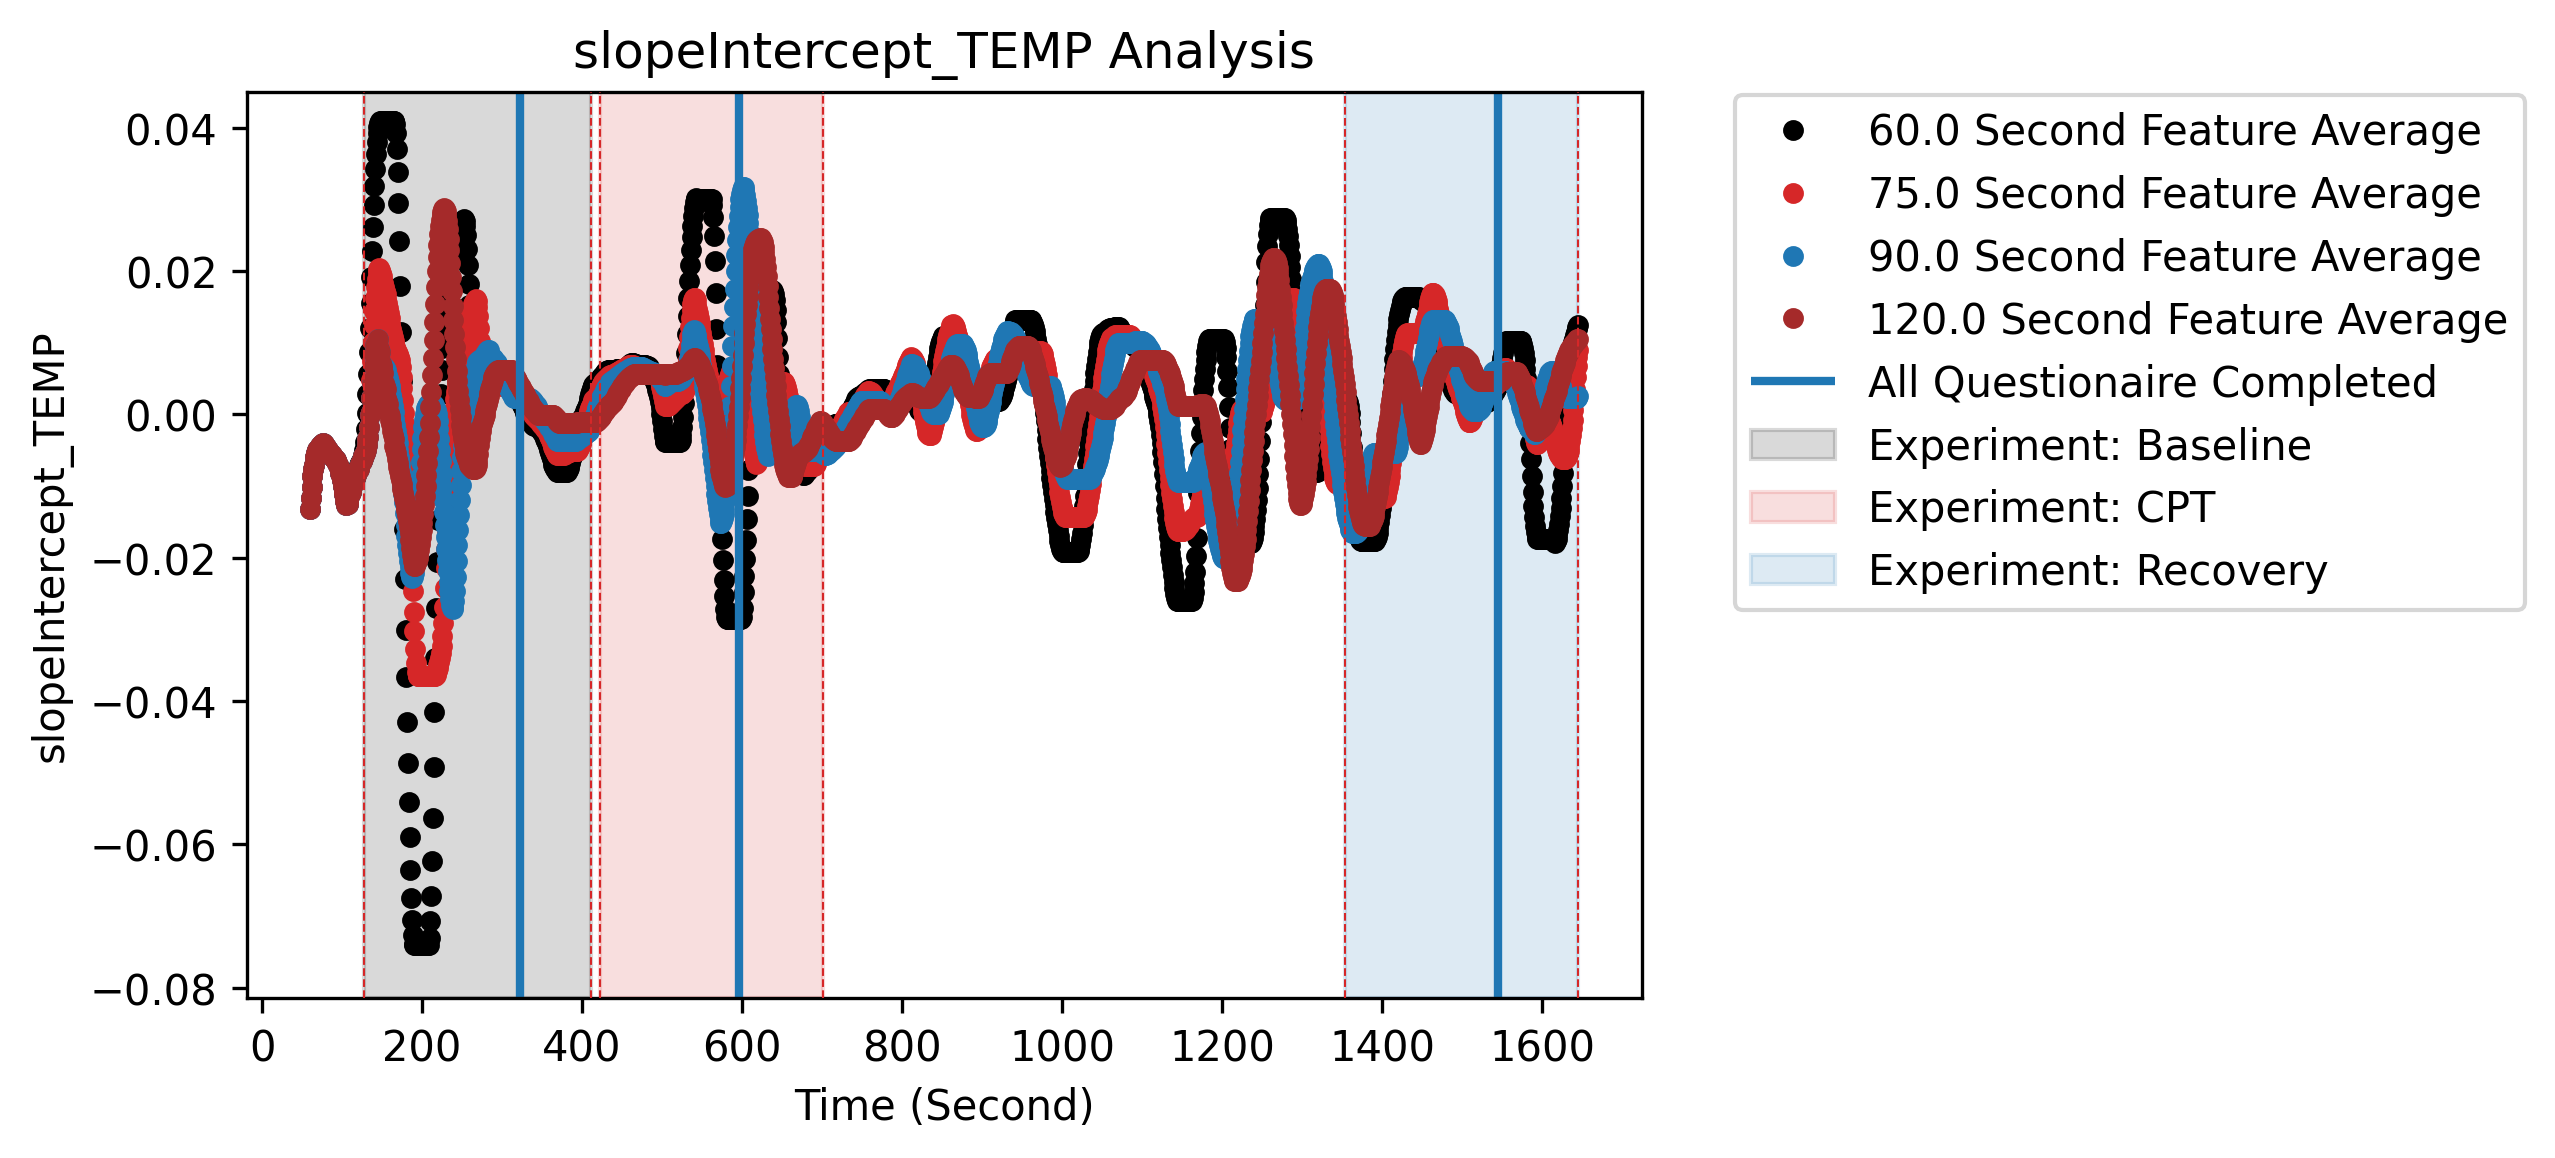 slopeIntercept_TEMP Analysis
slopeIntercept_TEMP
0.04
0.02
0.00
−0.02
−0.04
−0.06
−0.08
0 200 400 600 800 1000 1200 1400 1600
Time (Second)
60.0 Second Feature Average
75.0 Second Feature Average
90.0 Second Feature Average
120.0 Second Feature Average
All Questionaire Completed
Experiment: Baseline
Experiment: CPT
Experiment: Recovery